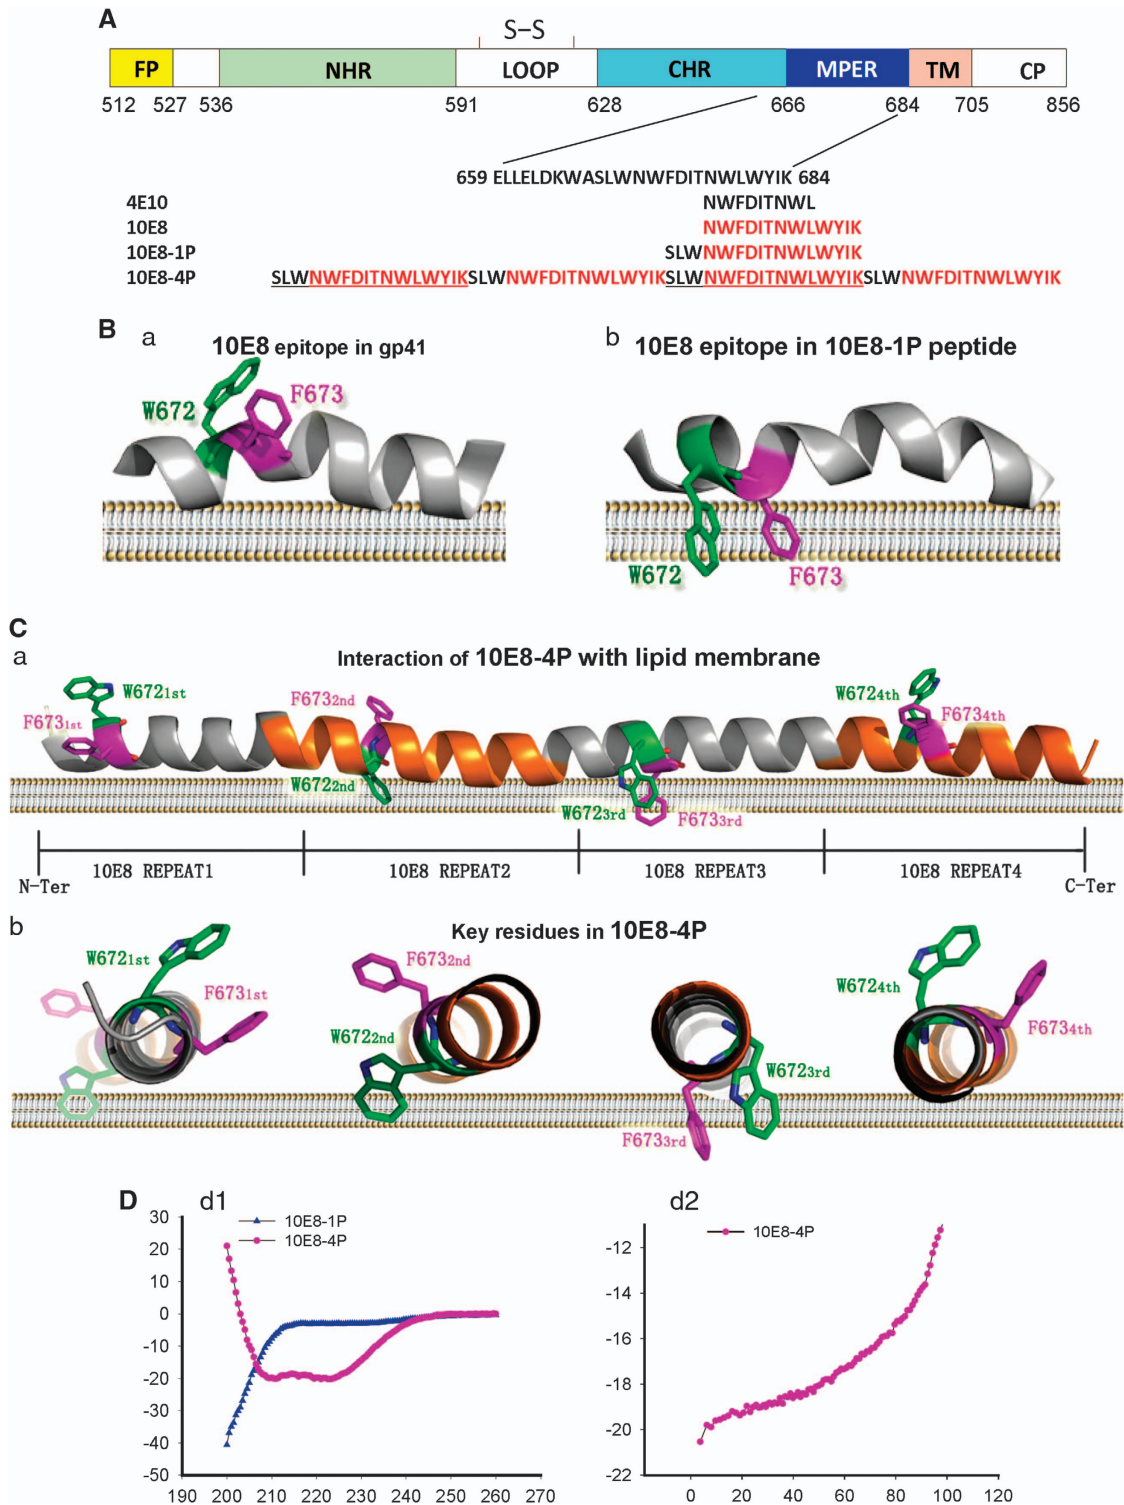 A
S–S
FP NHR LOOP CHR MPER TM CP
512 527 536 591 628 666 684 705 856
659 ELLELDKWASLWNWFDITNWLWYIK 684
4E10 NWFDITNWL
10E8 NWFDITNWLWYIK
10E8-1P SLWNWFDITNWLWYIK
10E8-4P SLWNWFDITNWLWYIKSLWNWFDITNWLWYIKSLWNWFDITNWLWYIKSLWNWFDITNWLWYIK
B
a 10E8 epitope in gp41
W672 F673
b 10E8 epitope in 10E8-1P peptide
W672 F673
C
a Interaction of 10E8-4P with lipid membrane
W6721st F6732nd W6724th
F6731st F6734th
W6722nd
W6723rd F6733rd
10E8 REPEAT1 10E8 REPEAT2 10E8 REPEAT3 10E8 REPEAT4
N-Ter C-Ter
b Key residues in 10E8-4P
W6721st F6732nd
F6731st W6724th
W6722nd F6734th
W6723rd
F6733rd
D d1
10E8-1P
10E8-4P
30
20
10
0
-10
-20
-30
-40
-50
190 200 210 220 230 240 250 260 270
d2
10E8-4P
-12
-14
-16
-18
-20
-22
0 20 40 60 80 100 120